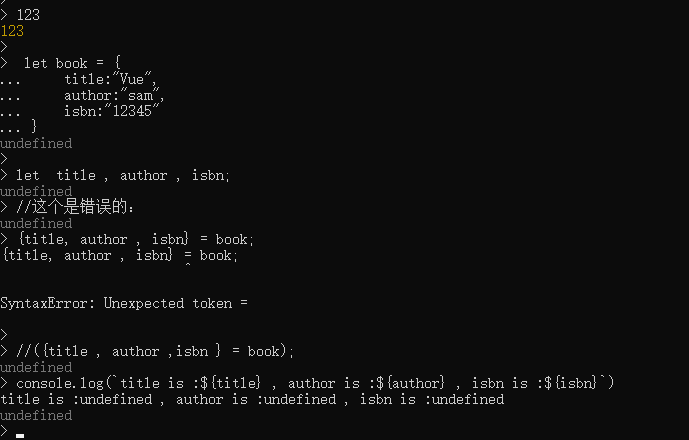 >
> 123
123
>
>  let book = {
...     title:"Vue",
...     author:"sam",
...     isbn:"12345"
... }
undefined
>
> let  title , author , isbn;
undefined
> //这个是错误的：
undefined
> {title, author , isbn} = book;
{title, author , isbn} = book;
^
SyntaxError: Unexpected token =
>
> //({title , author ,isbn } = book);
undefined
> console.log(`title is :${title} , author is :${author} , isbn is :${isbn}`)
title is :undefined , author is :undefined , isbn is :undefined
undefined
>